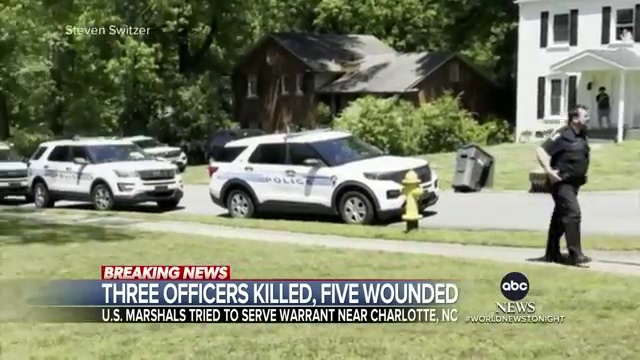 Steven Switzer
POLICE
BREAKING NEWS
THREE OFFICERS KILLED, FIVE WOUNDED
U.S. MARSHALS TRIED TO SERVE WARRANT NEAR CHARLOTTE, NC
abc
NEWS
#WORLDNEWSTONIGHT